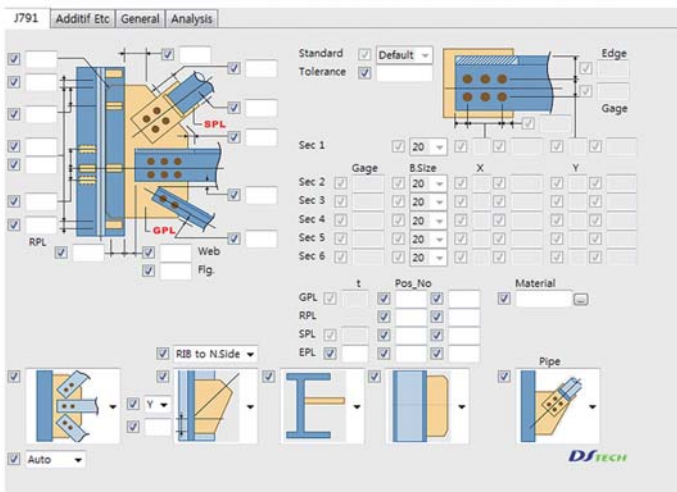 J791 Additif Etc General Analysis
Standard Default
Tolerance
Edge
Gage
SPL
GPL
RPL
Web
Flg.
Sec 1 20
Gage B.Size X Y
Sec 2 20
Sec 3 20
Sec 4 20
Sec 5 20
Sec 6 20
t Pos_No Material
GPL
RPL
SPL
EPL
...
RIB to N.Side
Y
Pipe
Auto
DSTECH